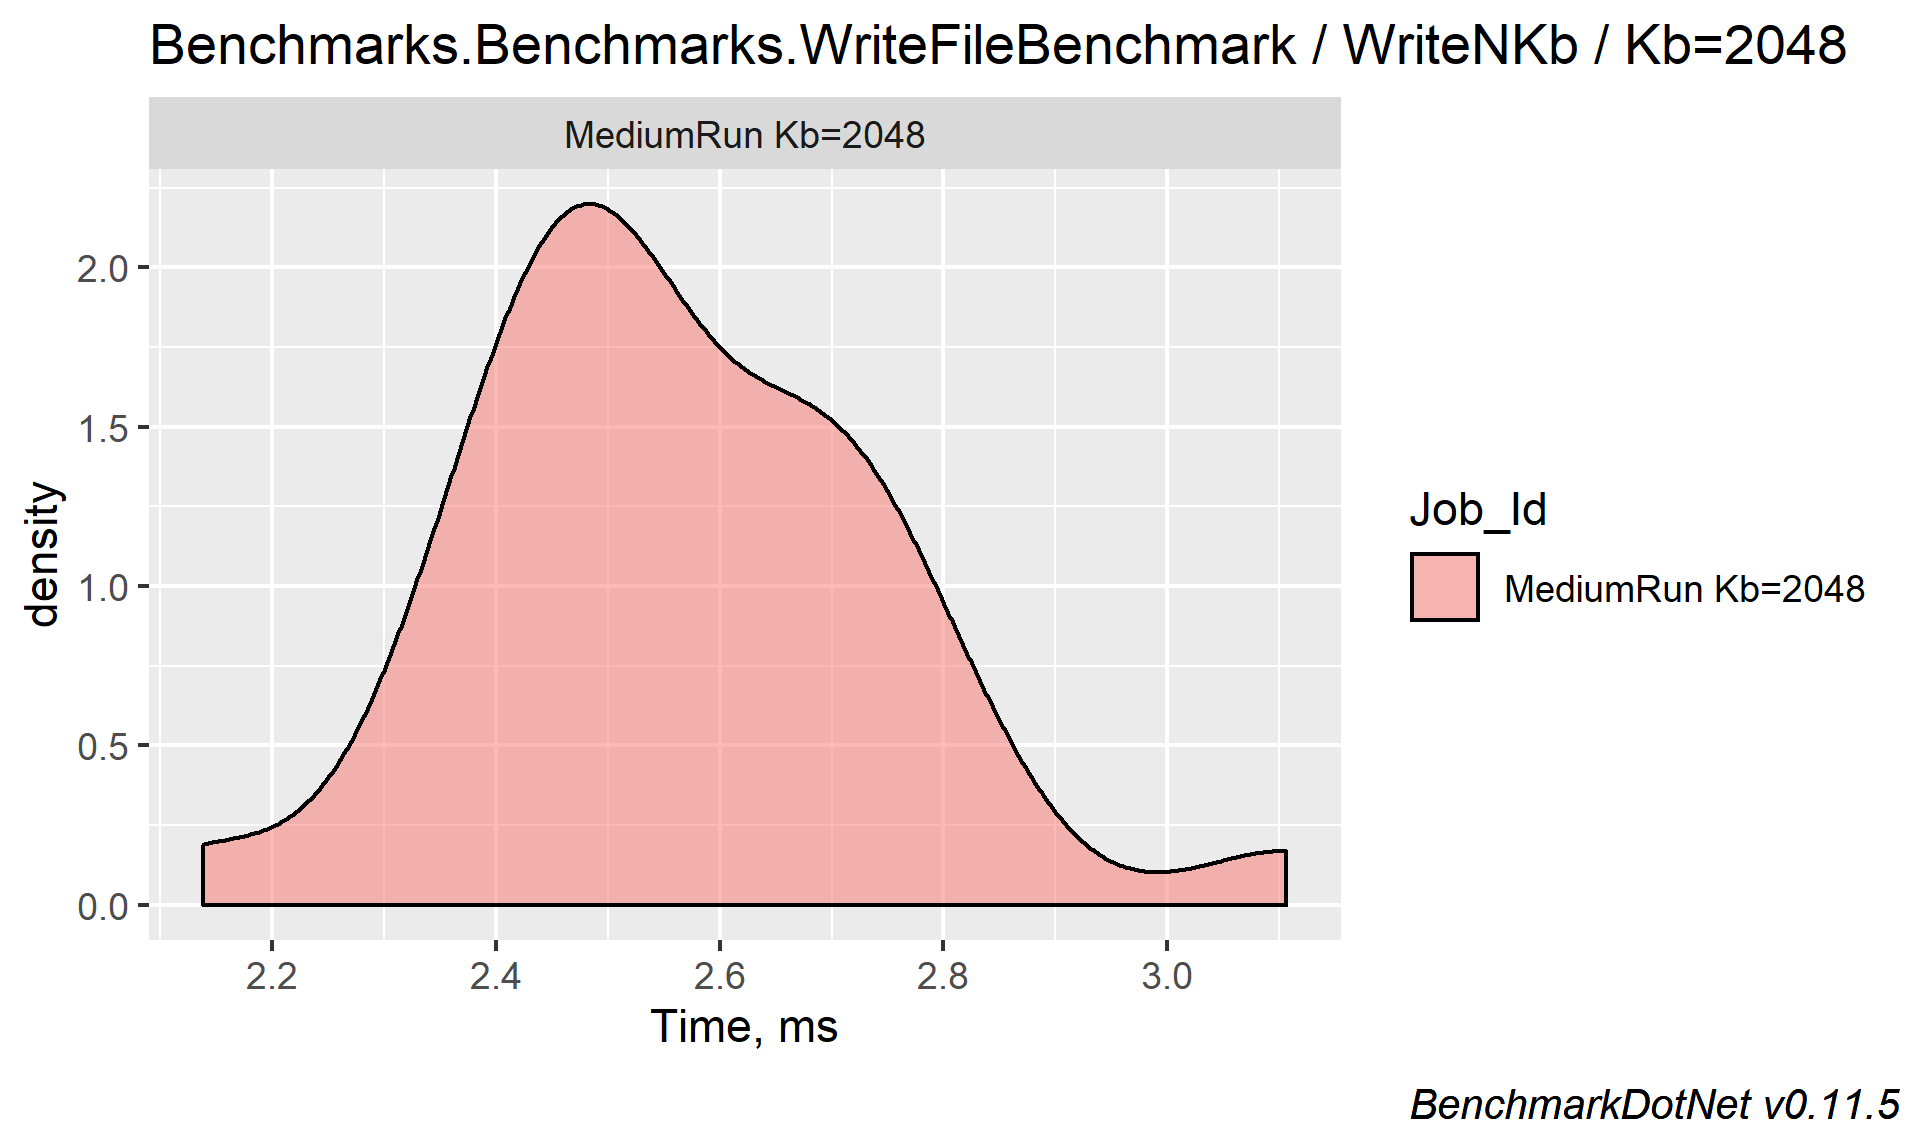 Benchmarks.Benchmarks.WriteFileBenchmark / WriteNKb / Kb=2048
MediumRun Kb=2048
2.0
1.5
1.0
0.5
0.0
density
2.2 2.4 2.6 2.8 3.0
Time, ms
Job_Id
MediumRun Kb=2048
BenchmarkDotNet v0.11.5